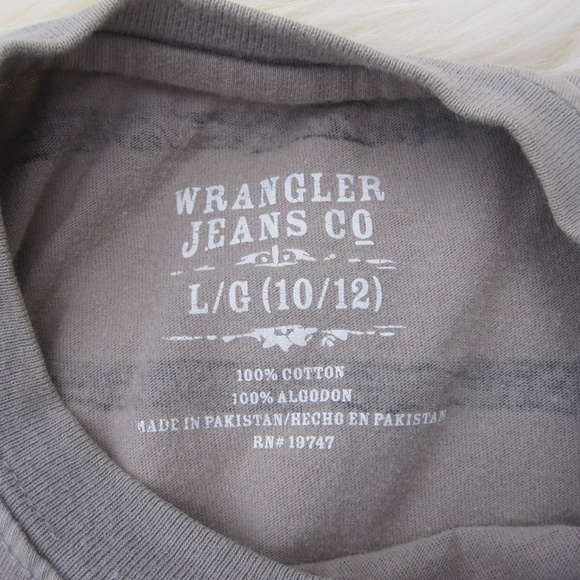 WRANGLER
JEANS CO
L/G (10/12)
100% COTTON
100% ALGODON
MADE IN PAKISTAN/HECHO EN PAKISTAN
RN# 19747